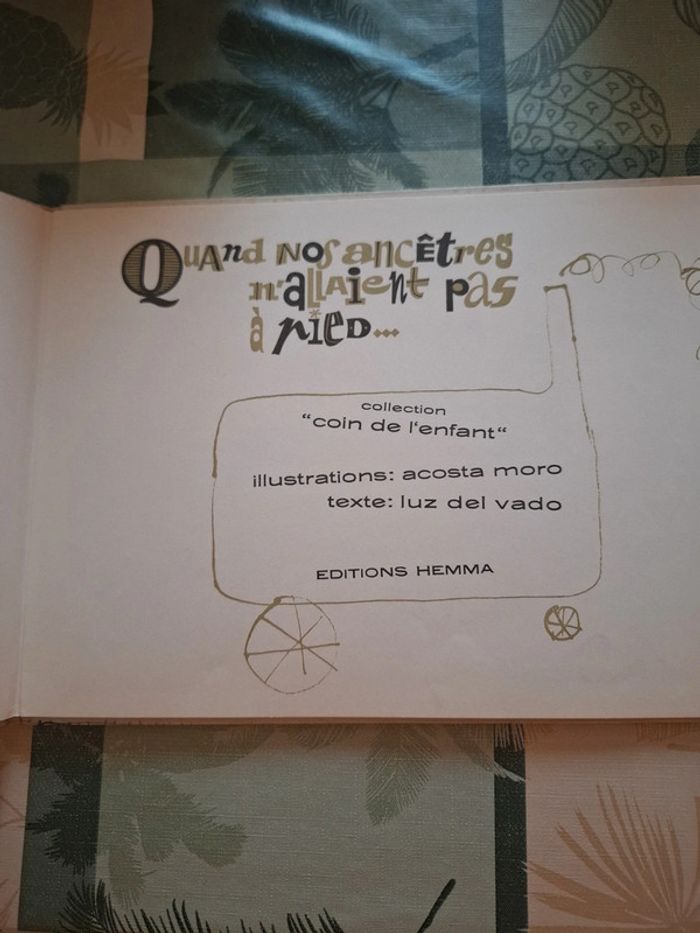 Quand nos ancêtres
n'allaient pas
à pied...
collection
"coin de l'enfant"
illustrations: acosta moro
texte: luz del vado
EDITIONS HEMMA